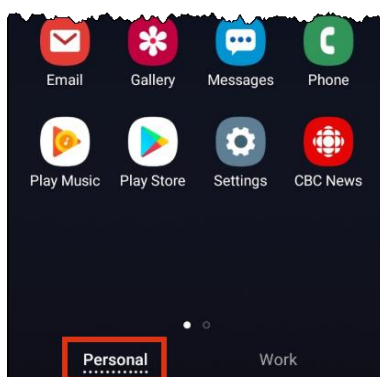 Email Gallery Messages Phone
Play Music Play Store Settings CBC News
Personal Work